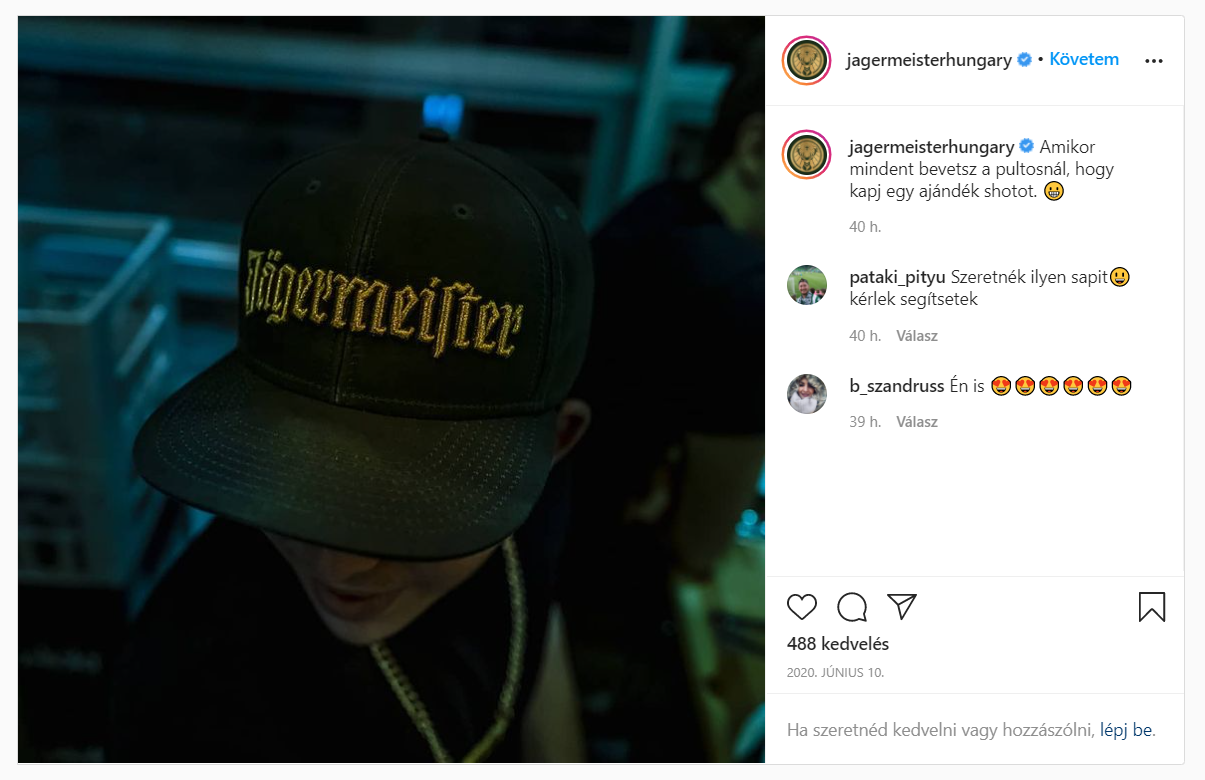 Jägermeister
jagermeisterhungary • Követem
jagermeisterhungary Amikor
mindent bevetsz a pultosnál, hogy
kapj egy ajándék shotot. 😀
40 h.
pataki_pityu Szeretnék ilyen sapit😃
kérlek segítsetek
40 h. Válasz
b_szandruss Én is 😍😍😍😍😍😍
39 h. Válasz
488 kedvelés
2020. JÚNIUS 10.
Ha szeretnéd kedvelni vagy hozzászólni, lépj be.